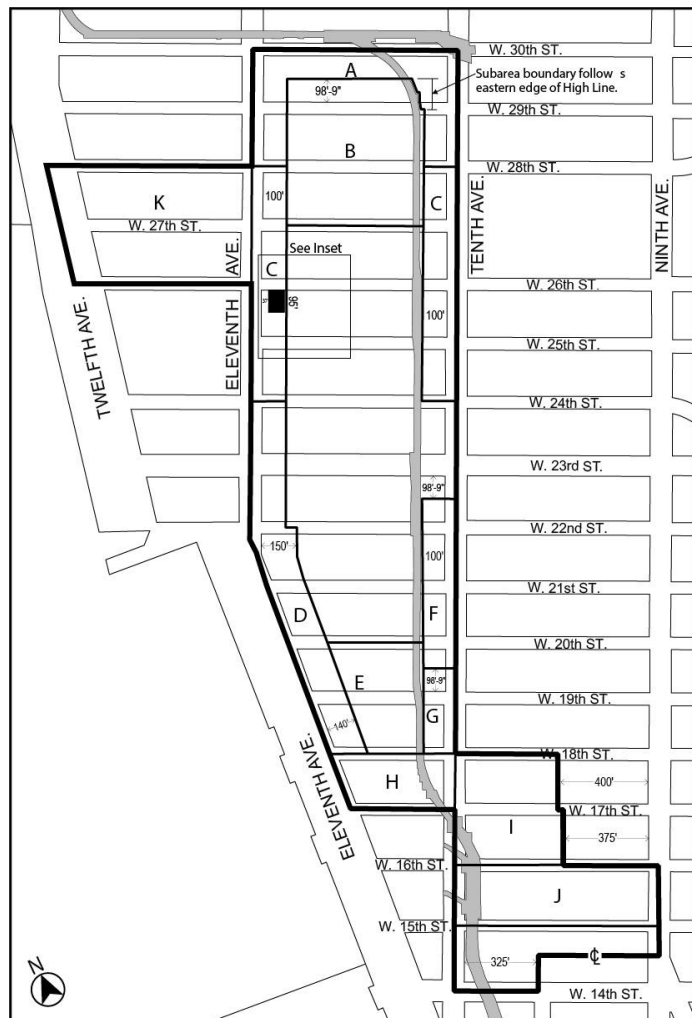 W. 30th ST.
A
Subarea boundary follow s
eastern edge of High Line.
98'-9"
W. 29th ST.
B
W. 28th ST.
K
100'
C
W. 27th ST.
TENTH AVE.
NINTH AVE.
AVE.
See Inset
C
W. 26th ST.
37'
95'
100'
ELEVENTH
TWELFTH AVE.
W. 25th ST.
W. 24th ST.
W. 23rd ST.
98'-9"
W. 22nd ST.
150'
100'
W. 21st ST.
D
F
W. 20th ST.
E
98'-9"
W. 19th ST.
G
140'
ELEVENTH AVE.
W. 18th ST.
H
400'
W. 17th ST.
I
375'
W. 16th ST.
J
W. 15th ST.
325'
℄
W. 14th ST.
N